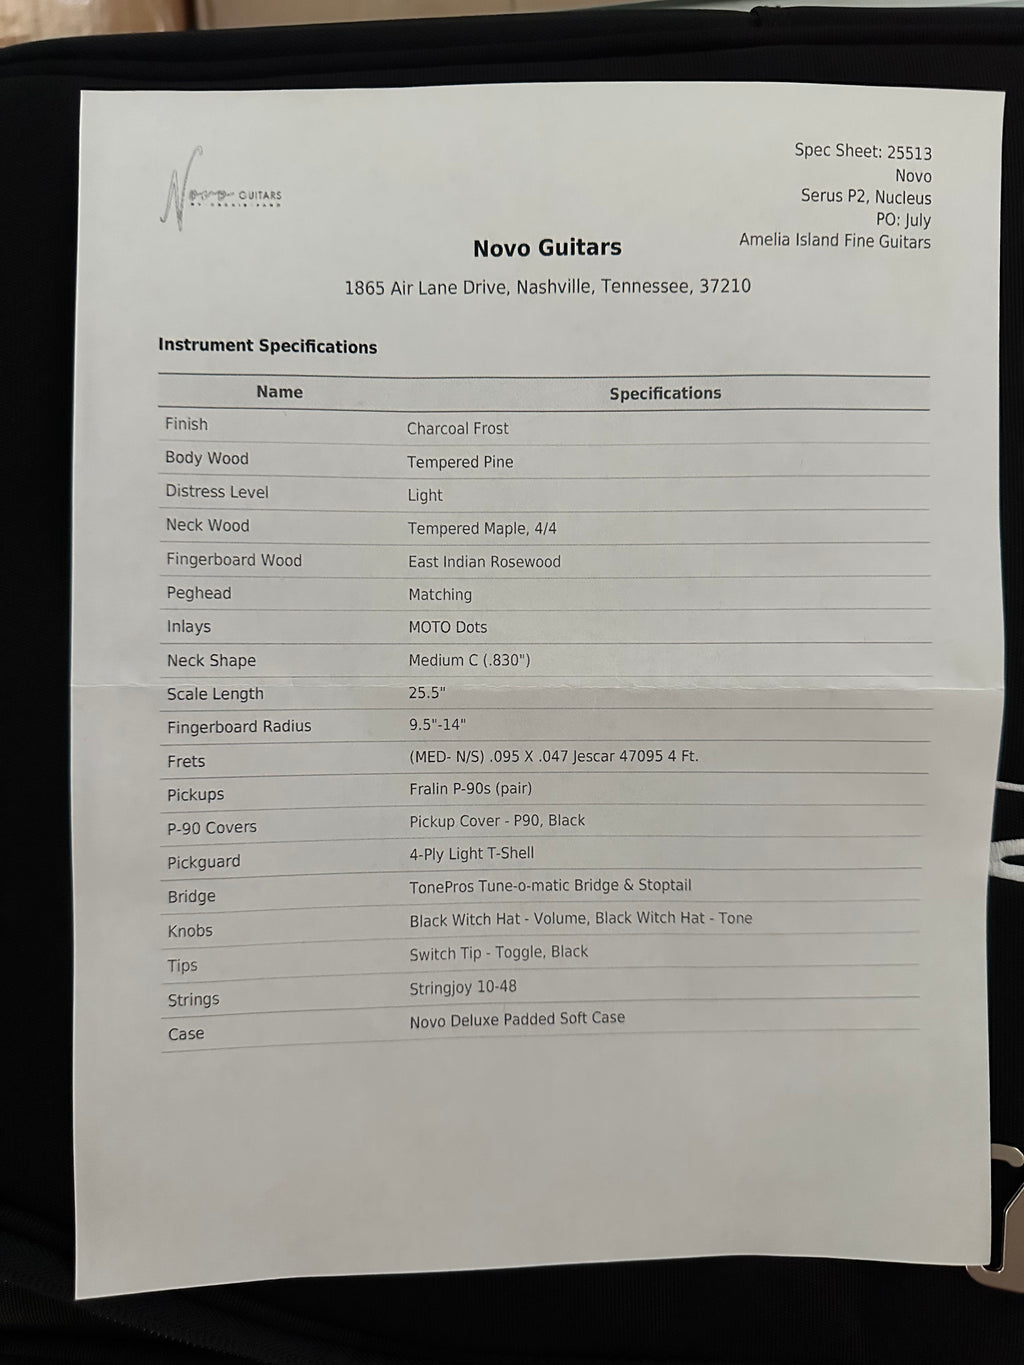 Novo GUITARS
Spec Sheet: 25513
Novo
Serus P2, Nucleus
PO: July
Amelia Island Fine Guitars
Novo Guitars
1865 Air Lane Drive, Nashville, Tennessee, 37210
Instrument Specifications
Name Specifications
Finish Charcoal Frost
Body Wood Tempered Pine
Distress Level Light
Neck Wood Tempered Maple, 4/4
Fingerboard Wood East Indian Rosewood
Peghead Matching
Inlays MOTO Dots
Neck Shape Medium C (.830")
Scale Length 25.5"
Fingerboard Radius 9.5"-14"
Frets (MED- N/S) .095 X .047 Jescar 47095 4 Ft.
Pickups Fralin P-90s (pair)
P-90 Covers Pickup Cover - P90, Black
Pickguard 4-Ply Light T-Shell
Bridge TonePros Tune-o-matic Bridge & Stoptail
Knobs Black Witch Hat - Volume, Black Witch Hat - Tone
Tips Switch Tip - Toggle, Black
Strings Stringjoy 10-48
Case Novo Deluxe Padded Soft Case